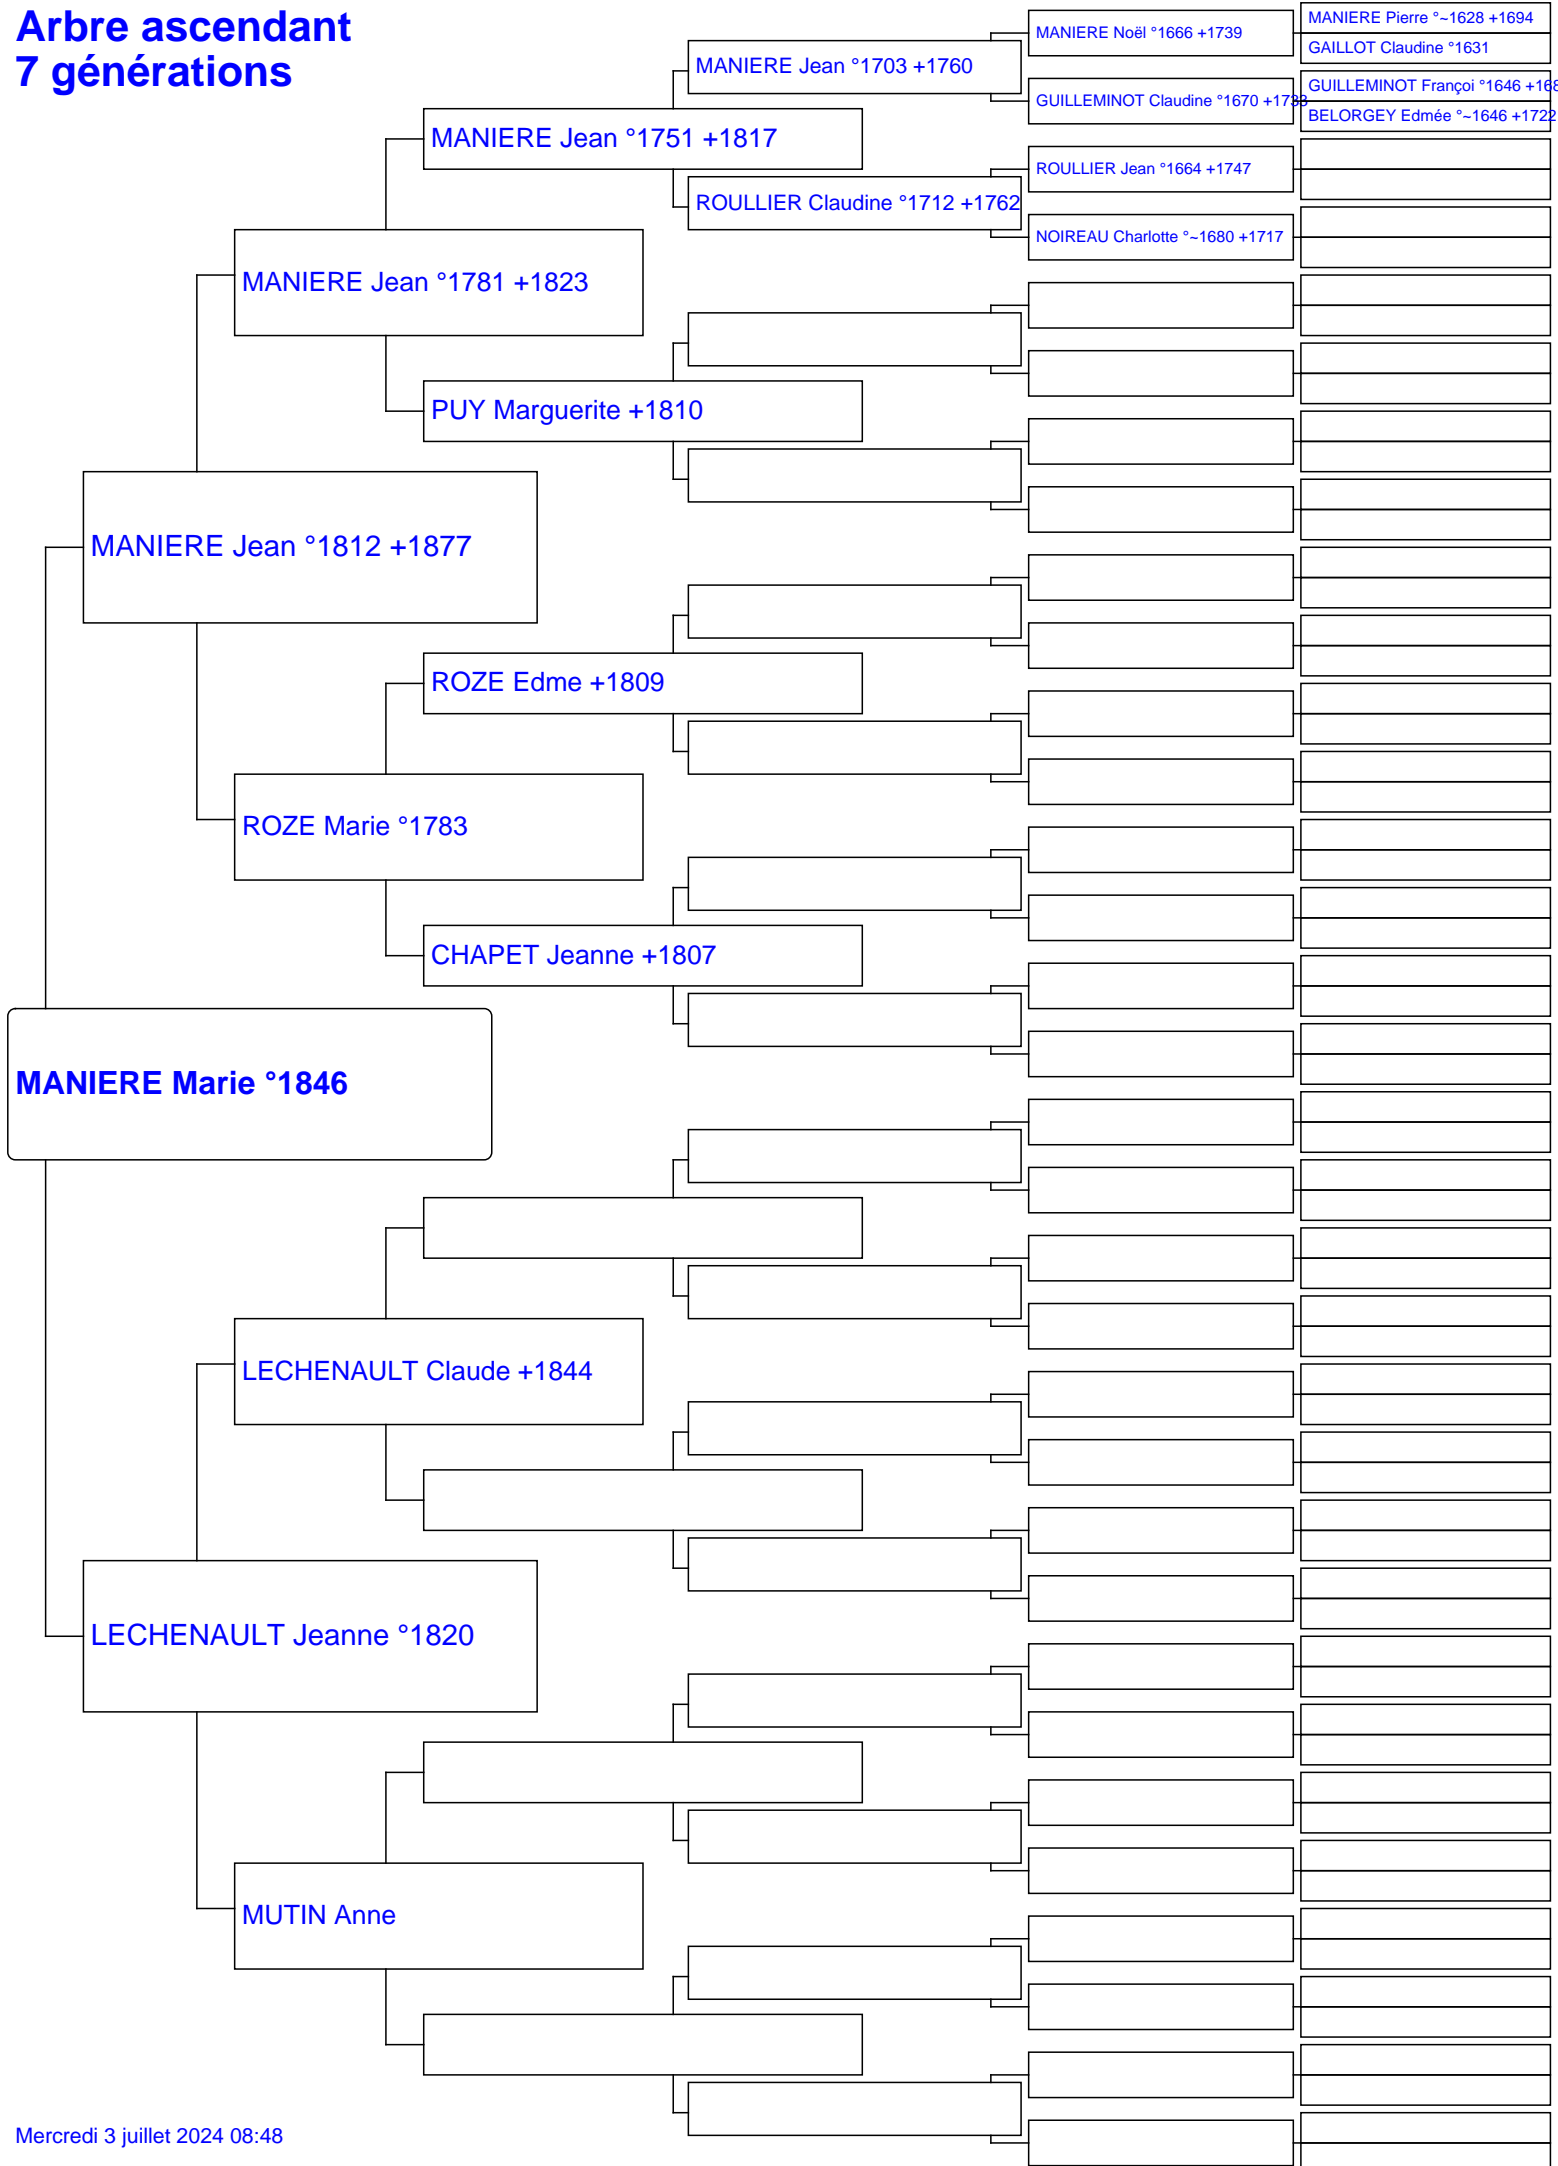 Arbre ascendant
7 générations
MANIERE Pierre °~1628 +1694
MANIERE Noël °1666 +1739
GAILLOT Claudine °1631
MANIERE Jean °1703 +1760
GUILLEMINOT Françoi °1646 +168
GUILLEMINOT Claudine °1670 +1733
BELORGEY Edmée °~1646 +1722
MANIERE Jean °1751 +1817
ROULLIER Jean °1664 +1747
ROULLIER Claudine °1712 +1762
NOIREAU Charlotte °~1680 +1717
MANIERE Jean °1781 +1823
PUY Marguerite +1810
MANIERE Jean °1812 +1877
ROZE Edme +1809
ROZE Marie °1783
CHAPET Jeanne +1807
MANIERE Marie °1846
LECHENAULT Claude +1844
LECHENAULT Jeanne °1820
MUTIN Anne
Mercredi 3 juillet 2024 08:48